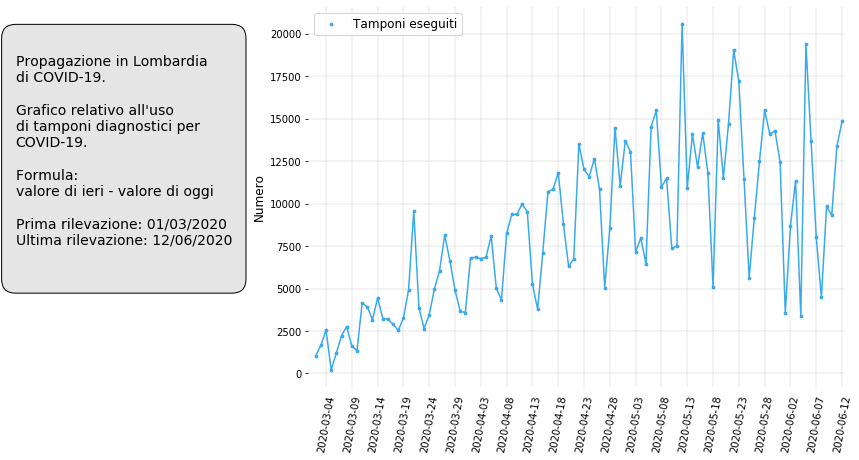 Propagazione in Lombardia
di COVID-19.
Grafico relativo all'uso
di tamponi diagnostici per
COVID-19.
Formula:
valore di ieri - valore di oggi
Prima rilevazione: 01/03/2020
Ultima rilevazione: 12/06/2020
Tamponi eseguiti
Numero
20000
17500
15000
12500
10000
7500
5000
2500
0
2020-03-04
2020-03-09
2020-03-14
2020-03-19
2020-03-24
2020-03-29
2020-04-03
2020-04-08
2020-04-13
2020-04-18
2020-04-23
2020-04-28
2020-05-03
2020-05-08
2020-05-13
2020-05-18
2020-05-23
2020-05-28
2020-06-02
2020-06-07
2020-06-12